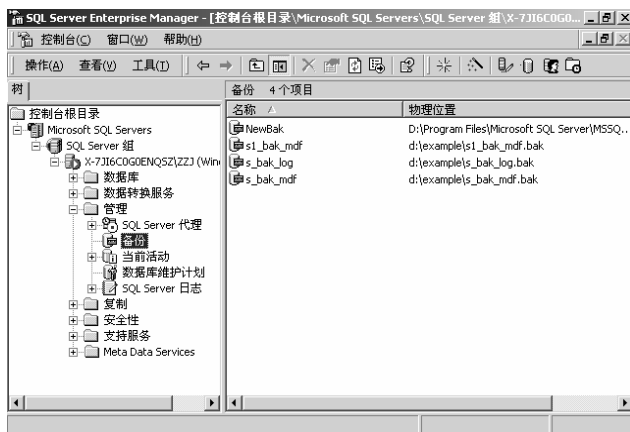 SQL Server Enterprise Manager - [控制台根目录\Microsoft SQL Servers\SQL Server 组\X-7JI6C0G0...
控制台(C) 窗口(W) 帮助(H)
操作(A) 查看(V) 工具(T)
树
备份 4 个项目
名称 物理位置
控制台根目录
Microsoft SQL Servers
SQL Server 组
X-7JI6C0G0ENQSZ\ZZJ (Win
数据库
数据转换服务
管理
SQL Server 代理
备份
当前活动
数据库维护计划
SQL Server 日志
复制
安全性
支持服务
Meta Data Services
NewBak D:\Program Files\Microsoft SQL Server\MSSQ...
s1_bak_mdf d:\example\s1_bak_mdf.bak
s_bak_log d:\example\s_bak_log.bak
s_bak_mdf d:\example\s_bak_mdf.bak